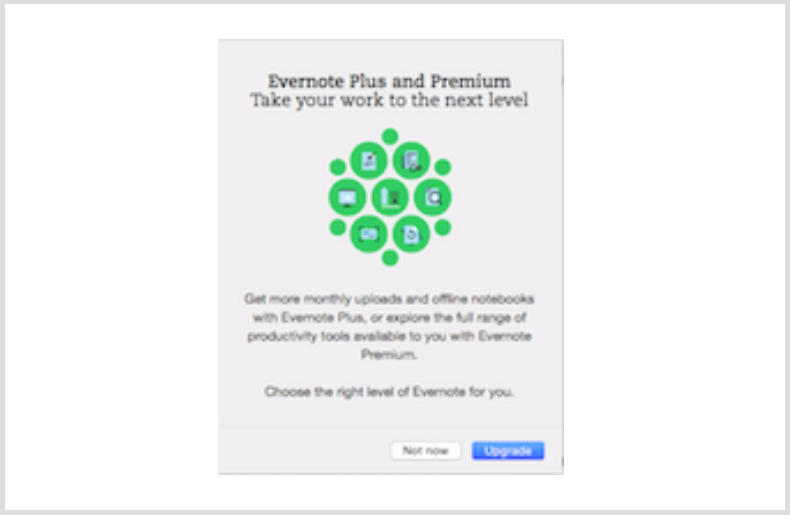 Evernote Plus and Premium
Take your work to the next level
Get more monthly uploads and offline notebooks
with Evernote Plus, or explore the full range of
productivity tools available to you with Evernote
Premium.
Choose the right level of Evernote for you.
Not now
Upgrade